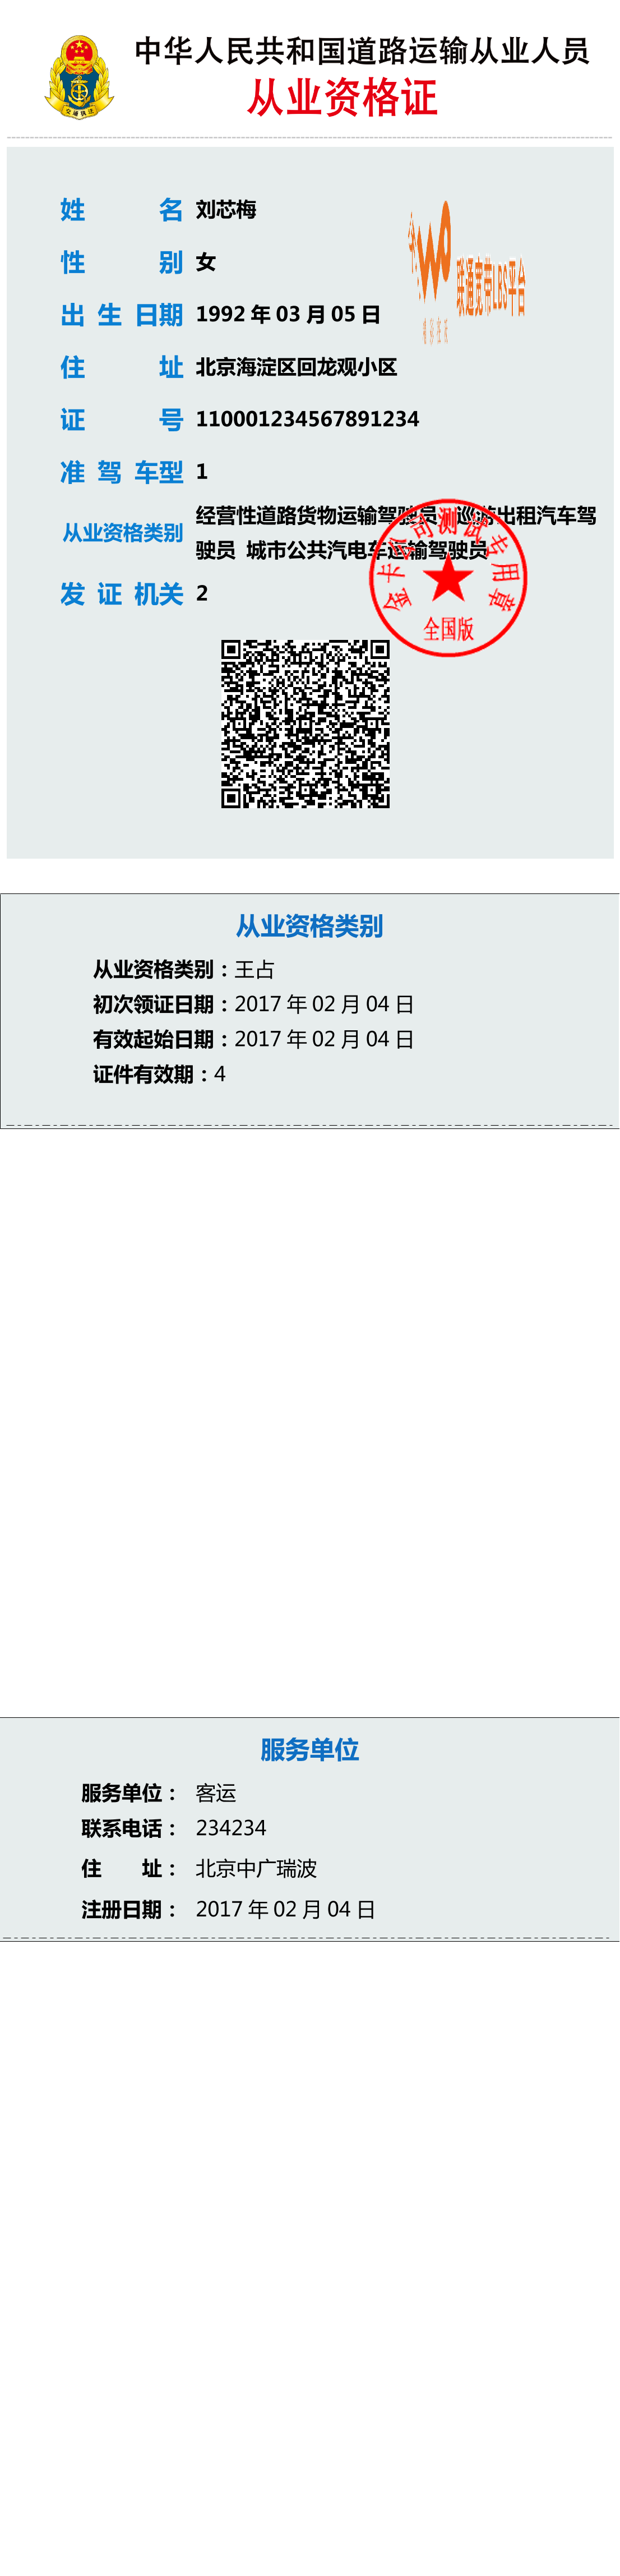 中华人民共和国道路运输从业人员
从业资格证
姓名 刘芯梅
性别 女
出生日期 1992 年 03 月 05 日
住址 北京海淀区回龙观小区
证号 110001234567891234
准驾车型 1
从业资格类别 经营性道路货物运输驾驶员 巡游出租汽车驾
驶员 城市公共汽电车运输驾驶员
发证机关 2
联通宽带LBS平台
金卡公司测试专用章
全国版
从业资格类别
从业资格类别：王占
初次领证日期：2017 年 02 月 04 日
有效起始日期：2017 年 02 月 04 日
证件有效期：4
服务单位
服务单位： 客运
联系电话： 234234
住址： 北京中广瑞波
注册日期： 2017 年 02 月 04 日